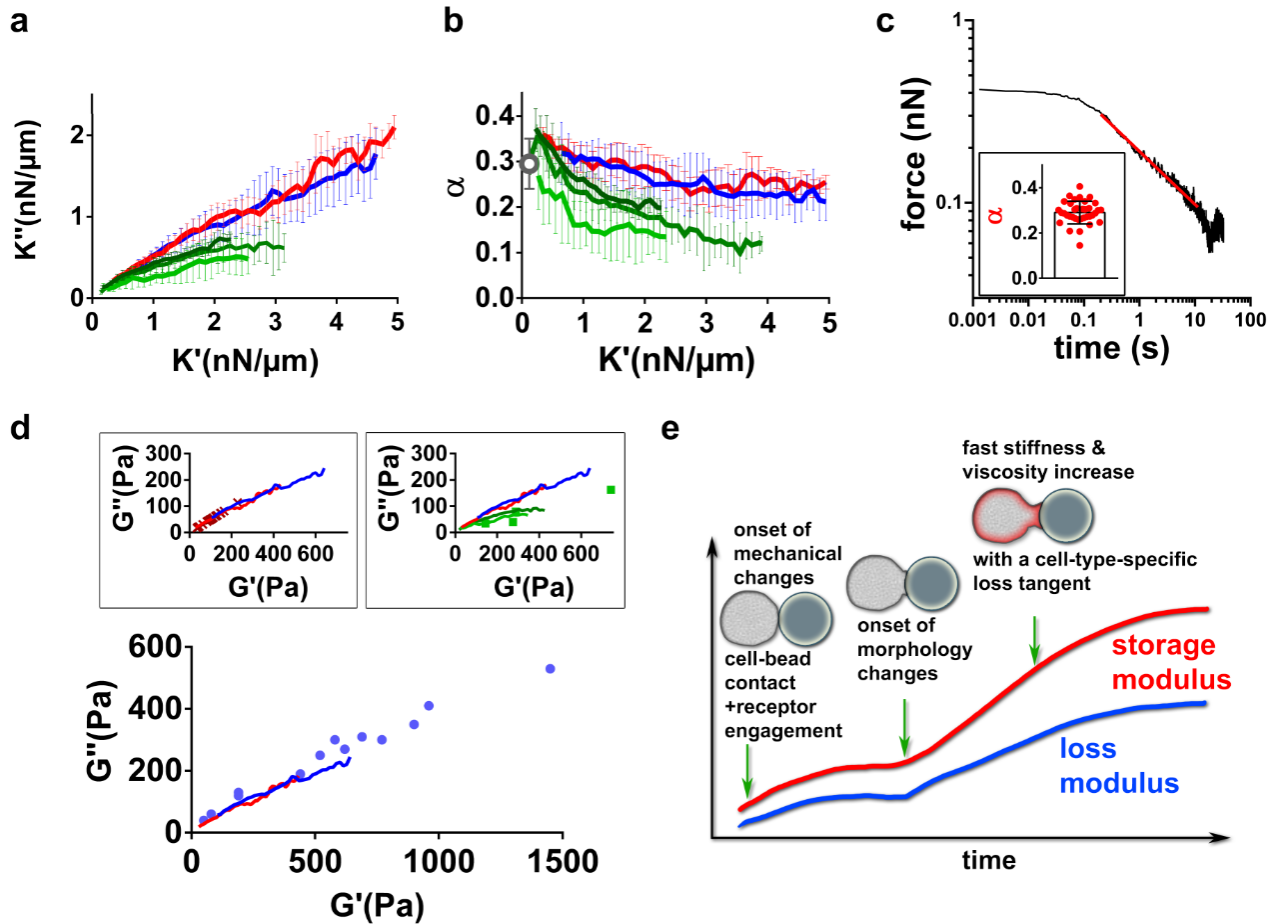 a
K''(nN/µm)
2
1
0
0 1 2 3 4 5
K'(nN/µm)
b
α
0.4
0.3
0.2
0.1
0.0
0 1 2 3 4 5
K'(nN/µm)
c
force (nN)
1
0.1
0.001 0.01 0.1 1 10 100
time (s)
α
0.4
0.2
0.0
d
G''(Pa)
300
200
100
0
0 200 400 600
G'(Pa)
G''(Pa)
300
200
100
0
0 200 400 600
G'(Pa)
G''(Pa)
600
400
200
0
0 500 1000 1500
G'(Pa)
e
fast stiffness &
viscosity increase
with a cell-type-specific
loss tangent
onset of
mechanical
changes
cell-bead
contact
+receptor
engagement
onset of
morphology
changes
storage
modulus
loss
modulus
time